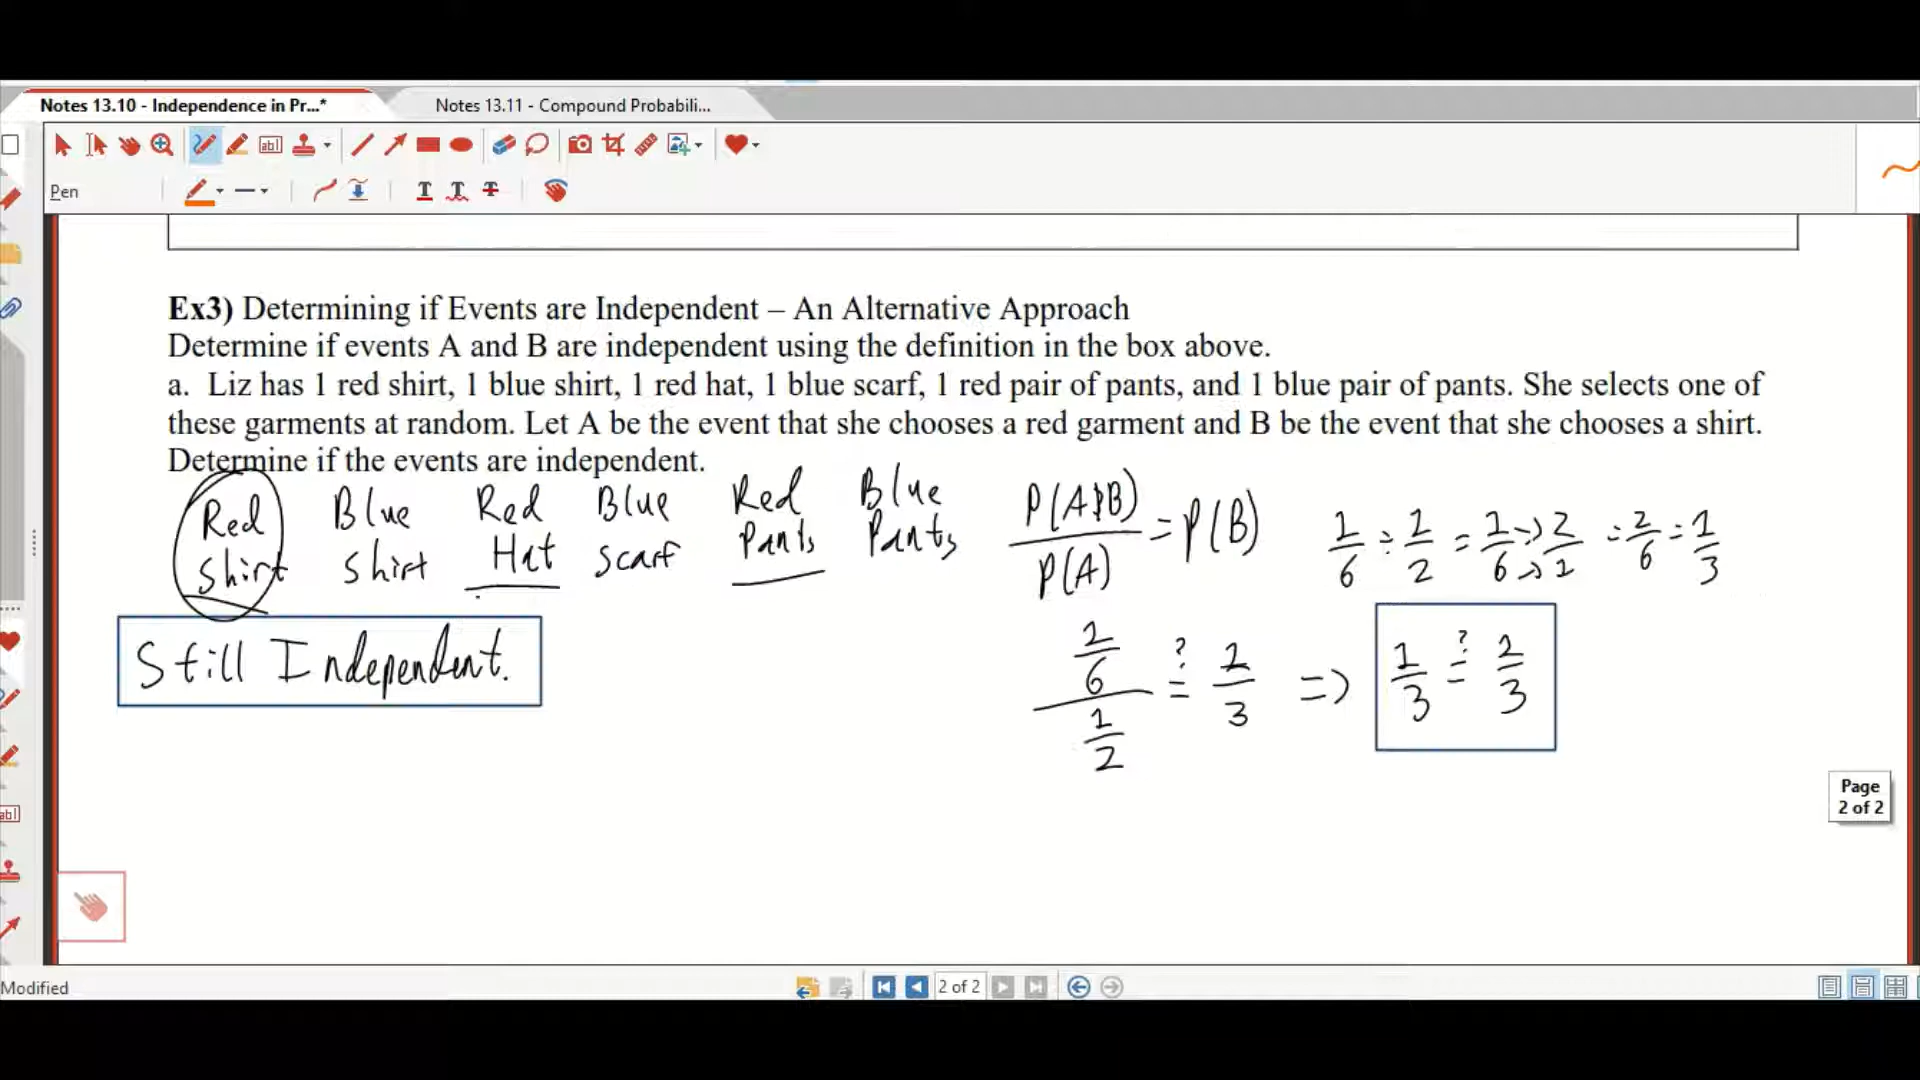 Notes 13.10 - Independence in Pr...*
Notes 13.11 - Compound Probabili...
Pen
Ex3) Determining if Events are Independent – An Alternative Approach
Determine if events A and B are independent using the definition in the box above.
a. Liz has 1 red shirt, 1 blue shirt, 1 red hat, 1 blue scarf, 1 red pair of pants, and 1 blue pair of pants. She selects one of
these garments at random. Let A be the event that she chooses a red garment and B be the event that she chooses a shirt.
Determine if the events are independent.
Red Shirt
Blue Shirt
Red Hat
Blue Scarf
Red Pants
Blue Pants
P(A∩B)/P(A) = P(B)
1/6 ÷ 1/2 = 1/6 · 2/1 = 2/6 = 1/3
Still Independent.
(1/6)/(1/2) ?= 1/3 => 1/3 ?= 1/3
Page
2 of 2
Modified
2 of 2